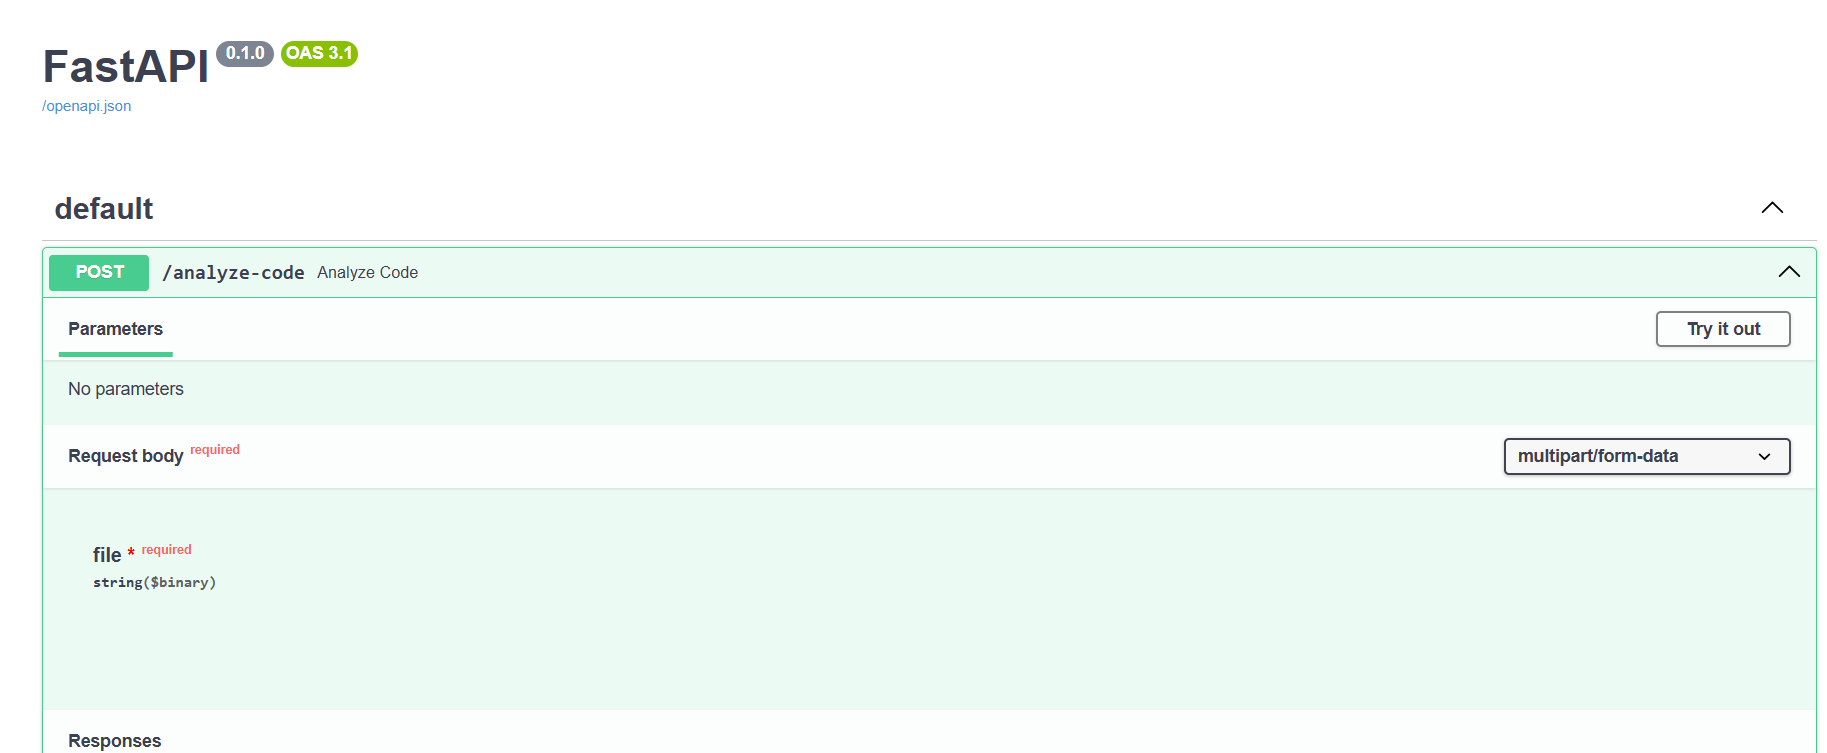 FastAPI 0.1.0 OAS 3.1
/openapi.json
default
POST /analyze-code Analyze Code
Parameters
Try it out
No parameters
Request body required
multipart/form-data
file * required
string($binary)
Responses